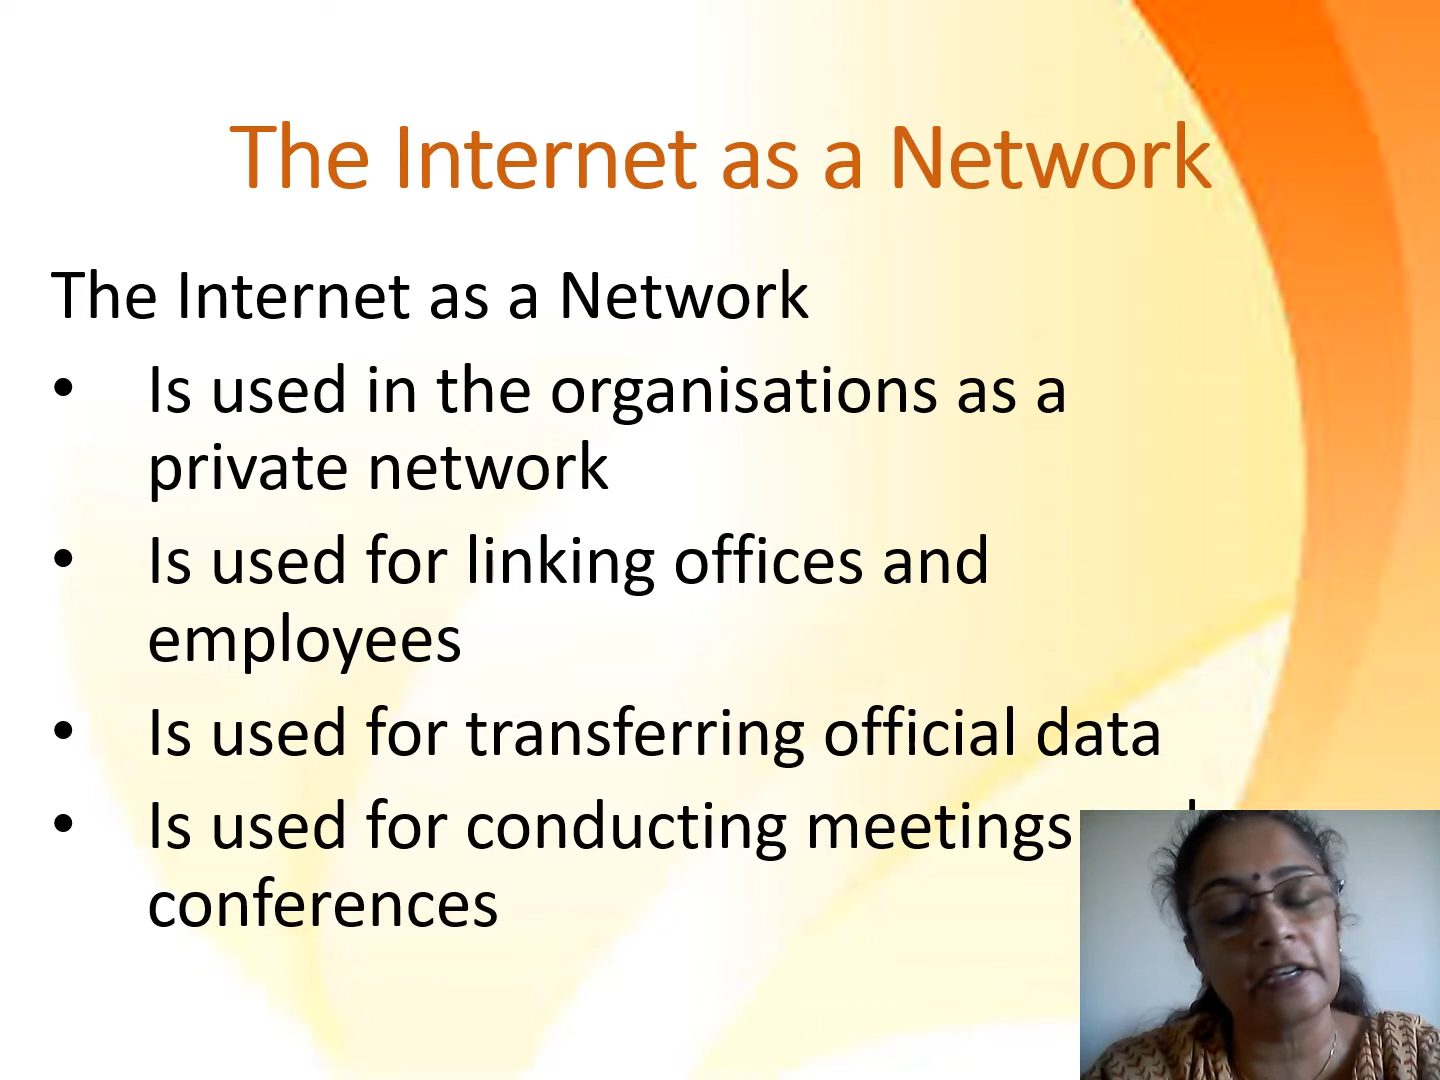 The Internet as a Network
The Internet as a Network
• Is used in the organisations as a
private network
• Is used for linking offices and
employees
• Is used for transferring official data
• Is used for conducting meetings
conferences